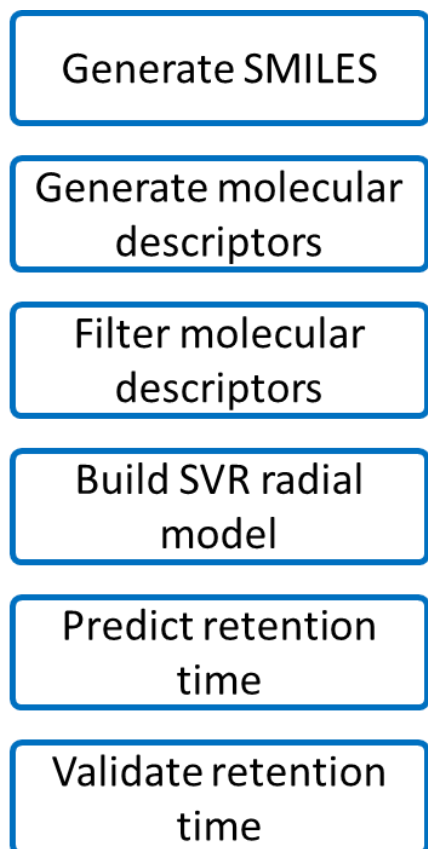 Generate SMILES
Generate molecular
descriptors
Filter molecular
descriptors
Build SVR radial
model
Predict retention
time
Validate retention
time